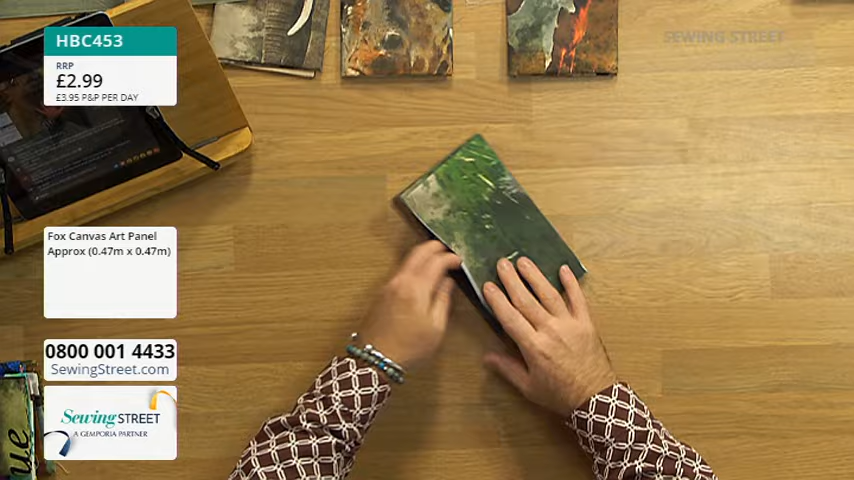 HBC453
RRP
£2.99
£3.95 P&P PER DAY
SEWING STREET
Fox Canvas Art Panel
Approx (0.47m x 0.47m)
0800 001 4433
SewingStreet.com
Sewing STREET
A GEMPORIA PARTNER
ue